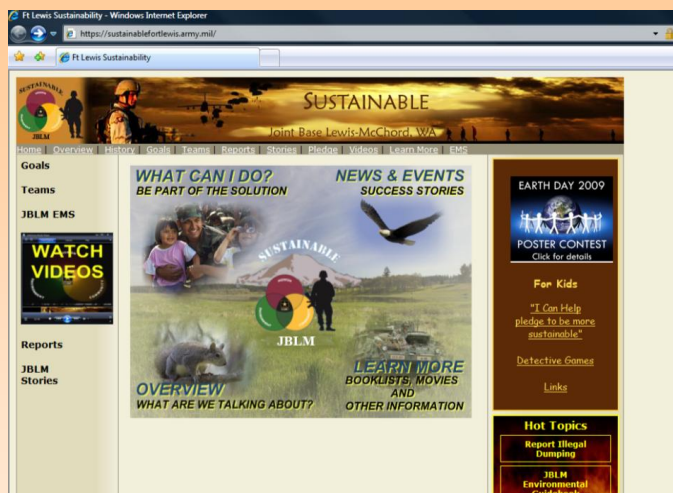 Ft Lewis Sustainability - Windows Internet Explorer
https://sustainablefortlewis.army.mil/
Ft Lewis Sustainability
SUSTAINABLE
JBLM
SUSTAINABLE
Joint Base Lewis-McChord, WA
Home | Overview | History | Goals | Teams | Reports | Stories | Pledge | Videos | Learn More | EMS
Goals
Teams
JBLM EMS
WATCH
VIDEOS
Reports
JBLM
Stories
WHAT CAN I DO?
BE PART OF THE SOLUTION
NEWS & EVENTS
SUCCESS STORIES
SUSTAINABLE
JBLM
OVERVIEW
WHAT ARE WE TALKING ABOUT?
LEARN MORE
BOOKLISTS, MOVIES
AND
OTHER INFORMATION
EARTH DAY 2009
POSTER CONTEST
Click for details
For Kids
"I Can Help
pledge to be more
sustainable"
Detective Games
Links
Hot Topics
Report Illegal
Dumping
JBLM
Environmental
Guidebook